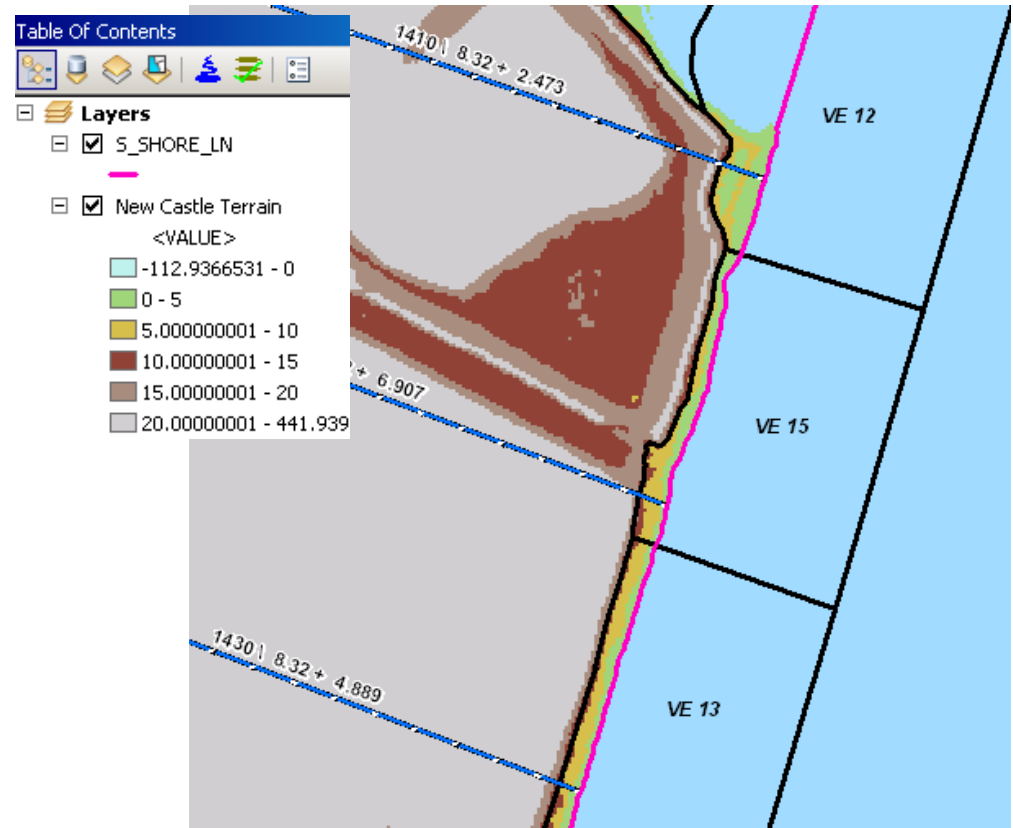 Table Of Contents
Layers
S_SHORE_LN
New Castle Terrain
<VALUE>
-112.9366531 - 0
0 - 5
5.000000001 - 10
10.00000001 - 15
15.00000001 - 20
20.00000001 - 441.939
1410 \ 8.32 + 2.473
VE 12
+ 6.907
VE 15
1430 \ 8.32 + 4.889
VE 13